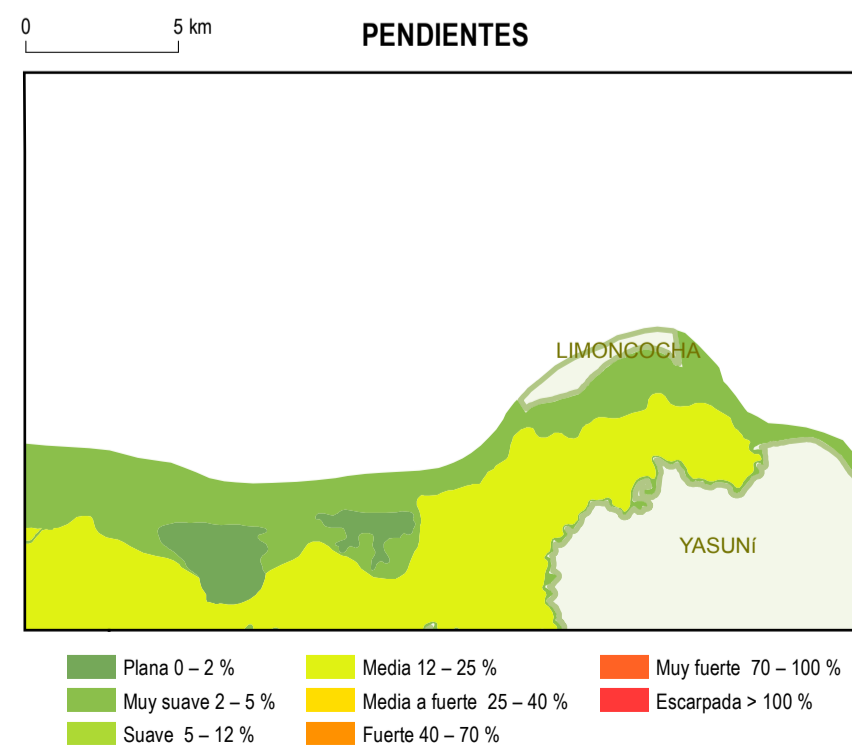 0 5 km
PENDIENTES
LIMONCOCHA
YASUNí
Plana 0 – 2 %
Muy suave 2 – 5 %
Suave 5 – 12 %
Media 12 – 25 %
Media a fuerte 25 – 40 %
Fuerte 40 – 70 %
Muy fuerte 70 – 100 %
Escarpada > 100 %